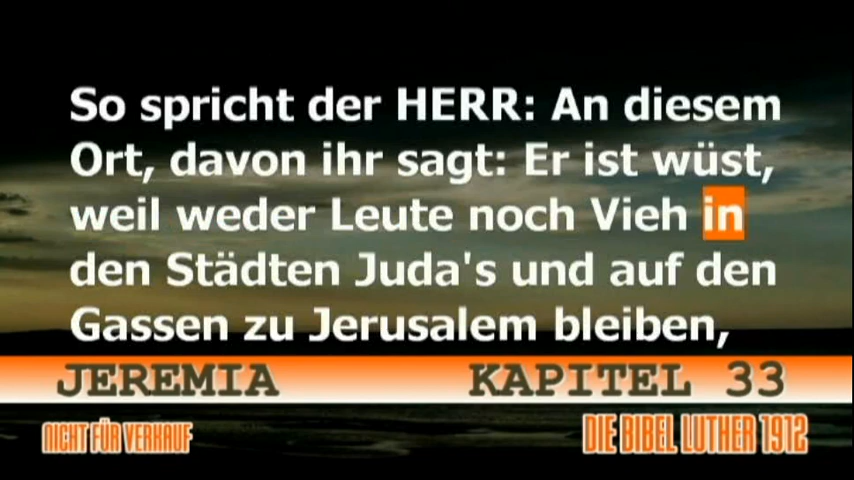 So spricht der HERR: An diesem
Ort, davon ihr sagt: Er ist wüst,
weil weder Leute noch Vieh in
den Städten Juda's und auf den
Gassen zu Jerusalem bleiben,
JEREMIA KAPITEL 33
NICHT FÜR VERKAUF DIE BIBEL LUTHER 1912